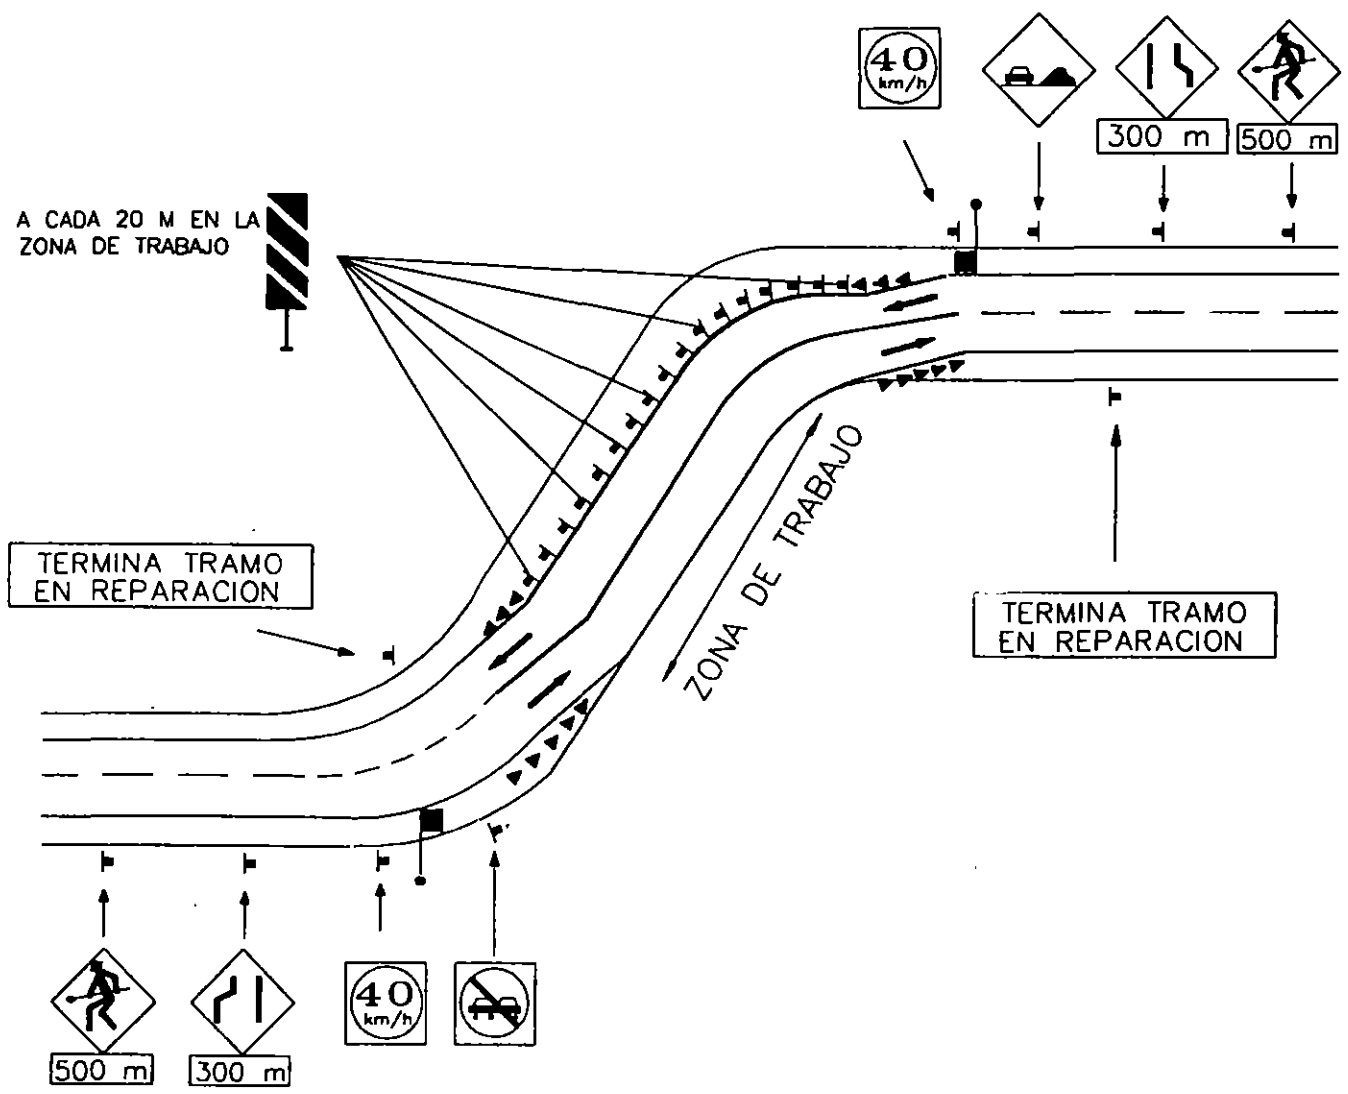 40
km/h
300 m
500 m
A CADA 20 M EN LA
ZONA DE TRABAJO
ZONA DE TRABAJO
TERMINA TRAMO
EN REPARACION
TERMINA TRAMO
EN REPARACION
40
km/h
500 m
300 m